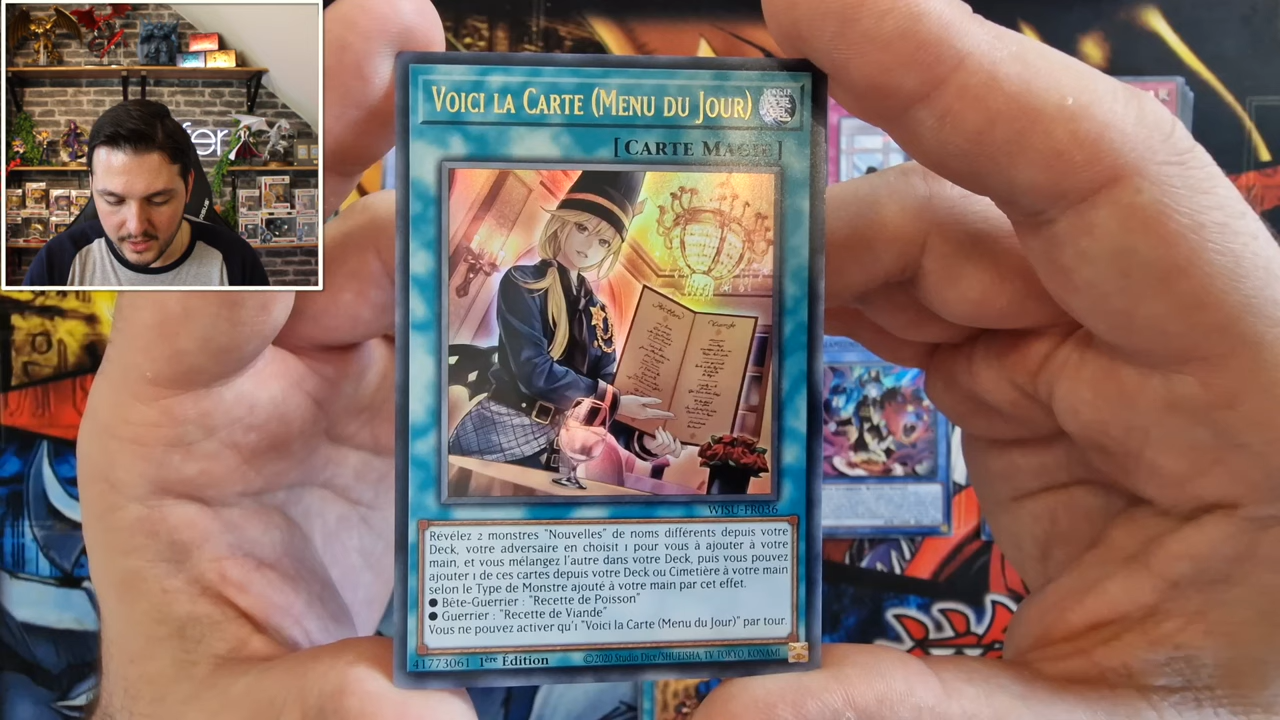 VOICI LA CARTE (MENU DU JOUR)
[CARTE MAGIE]
WISU-FR036
Révélez 2 monstres "Nouvelles" de noms différents depuis votre
Deck, votre adversaire en choisit 1 pour vous à ajouter à votre
main, et vous mélangez l'autre dans votre Deck, puis vous pouvez
ajouter 1 de ces cartes depuis votre Deck ou Cimetière à votre main
selon le Type de Monstre ajouté à votre main par cet effet.
● Bête-Guerrier : "Recette de Poisson"
● Guerrier : "Recette de Viande"
Vous ne pouvez activer qu'1 "Voici la Carte (Menu du Jour)" par tour.
41773061 1ère Édition ©2020 Studio Dice/SHUEISHA, TV TOKYO, KONAMI